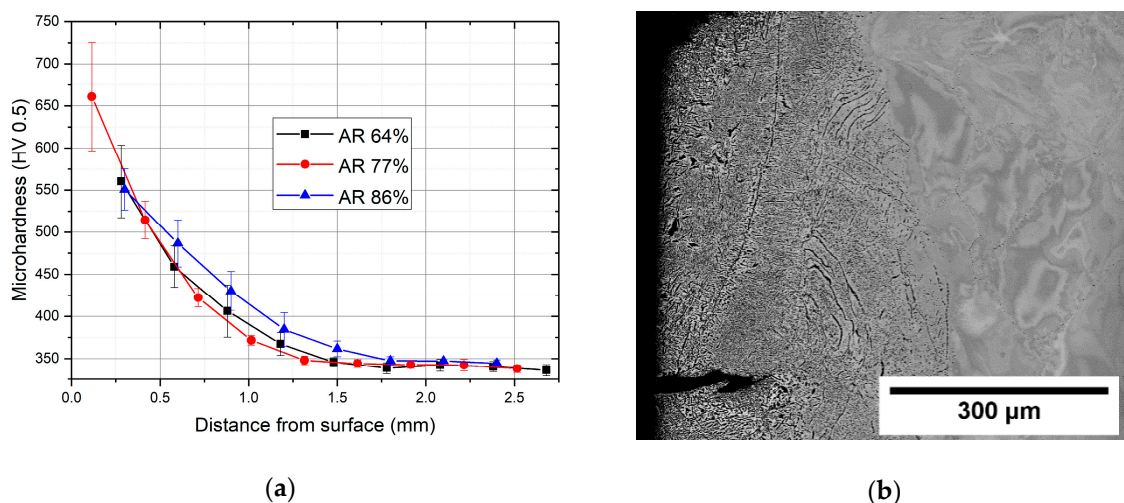 750
700
650
600
550
500
450
400
350
Microhardness (HV 0.5)
AR 64%
AR 77%
AR 86%
0.0
0.5
1.0
1.5
2.0
2.5
Distance from surface (mm)
300 µm
(a)
(b)